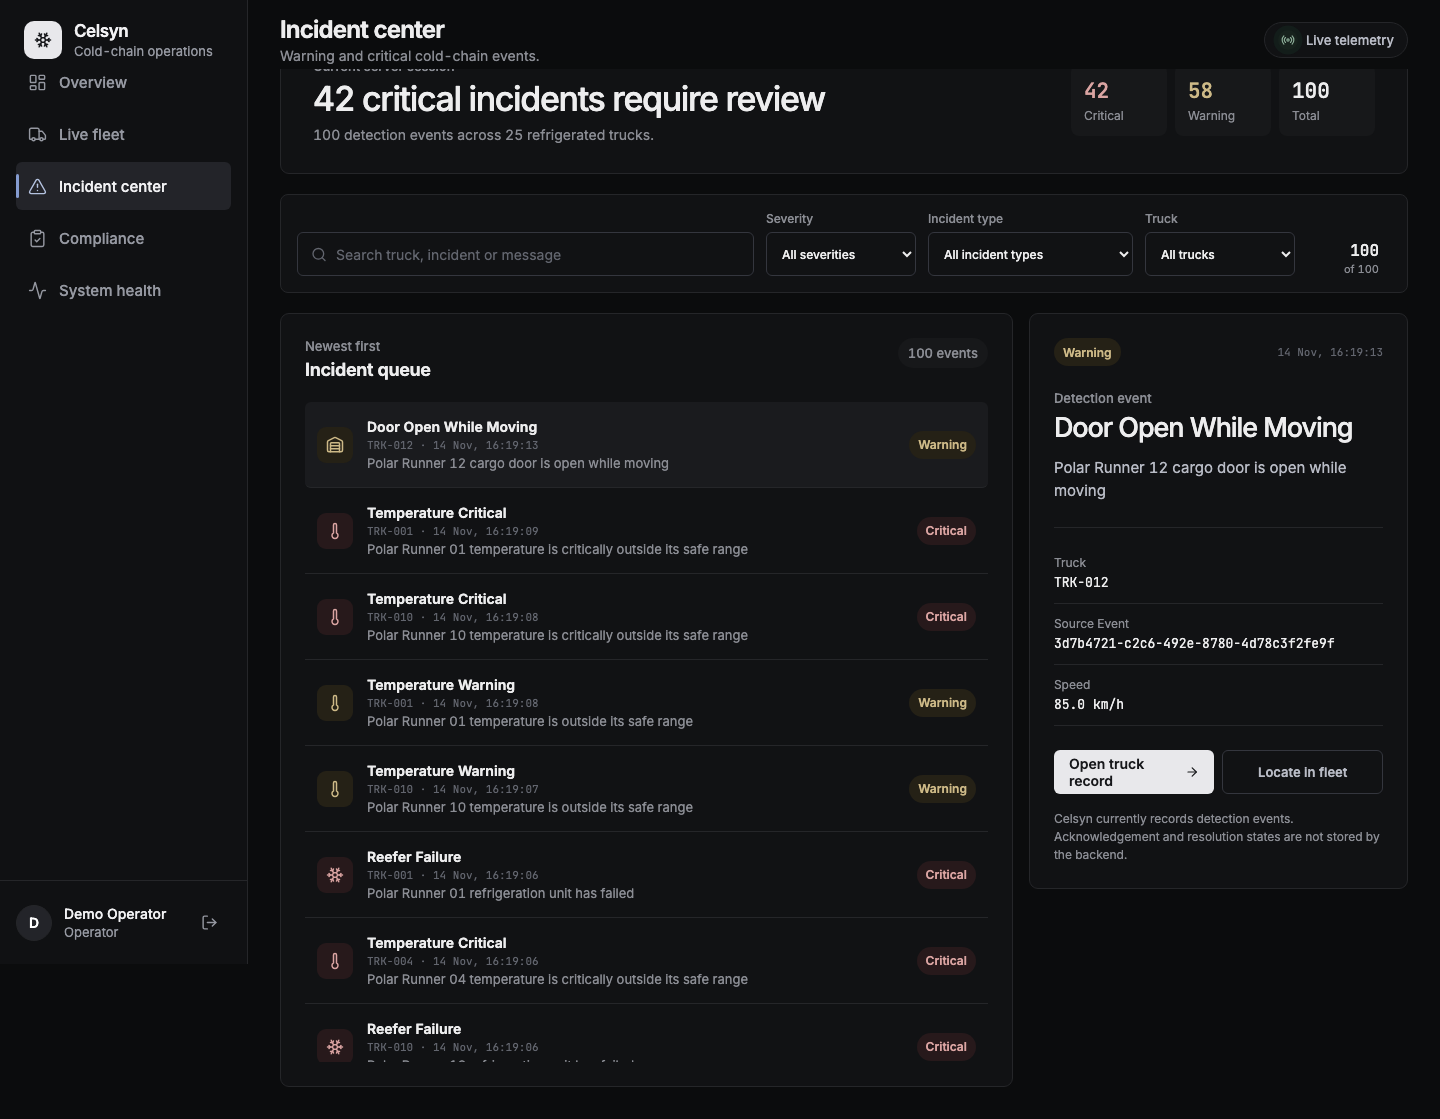 Celsyn
Cold-chain operations
Overview
Live fleet
Incident center
Compliance
System health
D
Demo Operator
Operator
Incident center
Warning and critical cold-chain events.
Live telemetry
Current server session
42 critical incidents require review
100 detection events across 25 refrigerated trucks.
42
Critical
58
Warning
100
Total
Search truck, incident or message
Severity
All severities
Incident type
All incident types
Truck
All trucks
100
of 100
Newest first
Incident queue
100 events
Door Open While Moving
TRK-012 · 14 Nov, 16:19:13
Polar Runner 12 cargo door is open while moving
Warning
Temperature Critical
TRK-001 · 14 Nov, 16:19:09
Polar Runner 01 temperature is critically outside its safe range
Critical
Temperature Critical
TRK-010 · 14 Nov, 16:19:08
Polar Runner 10 temperature is critically outside its safe range
Critical
Temperature Warning
TRK-001 · 14 Nov, 16:19:08
Polar Runner 01 temperature is outside its safe range
Warning
Temperature Warning
TRK-010 · 14 Nov, 16:19:07
Polar Runner 10 temperature is outside its safe range
Warning
Reefer Failure
TRK-001 · 14 Nov, 16:19:06
Polar Runner 01 refrigeration unit has failed
Critical
Temperature Critical
TRK-004 · 14 Nov, 16:19:06
Polar Runner 04 temperature is critically outside its safe range
Critical
Reefer Failure
TRK-010 · 14 Nov, 16:19:06
Critical
Warning
14 Nov, 16:19:13
Detection event
Door Open While Moving
Polar Runner 12 cargo door is open while
moving
Truck
TRK-012
Source Event
3d7b4721-c2c6-492e-8780-4d78c3f2fe9f
Speed
85.0 km/h
Open truck
record
Locate in fleet
Celsyn currently records detection events.
Acknowledgement and resolution states are not stored by
the backend.